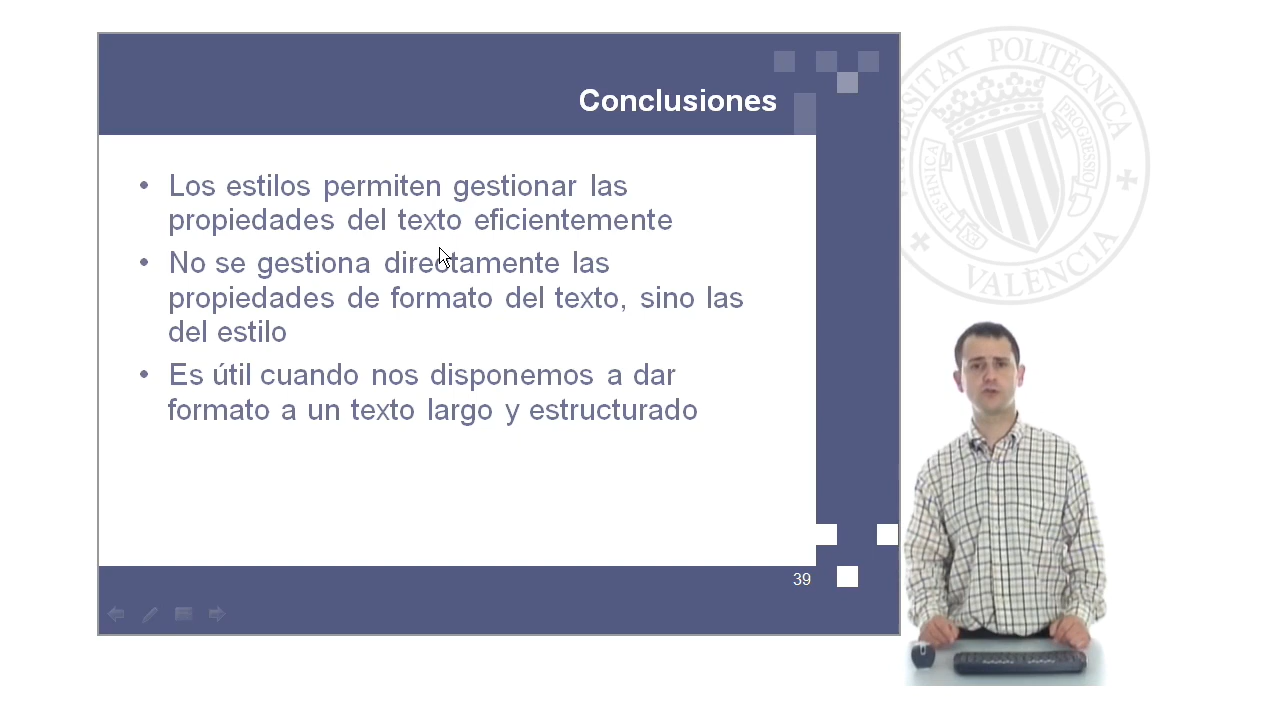 Conclusiones
• Los estilos permiten gestionar las
propiedades del texto eficientemente
• No se gestiona directamente las
propiedades de formato del texto, sino las
del estilo
• Es útil cuando nos disponemos a dar
formato a un texto largo y estructurado
39
POLITÈCNICA
VALÈNCIA
TECHNICA
EX
PROGRESSIO